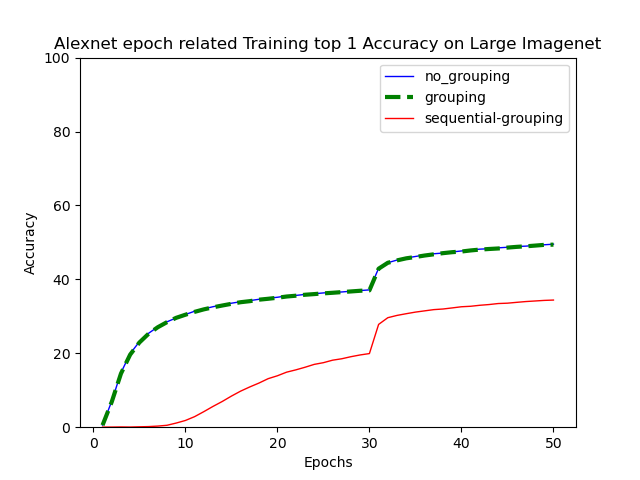 Alexnet epoch related Training top 1 Accuracy on Large Imagenet
100
80
60
40
20
0
Accuracy
no_grouping
grouping
sequential-grouping
0 10 20 30 40 50
Epochs